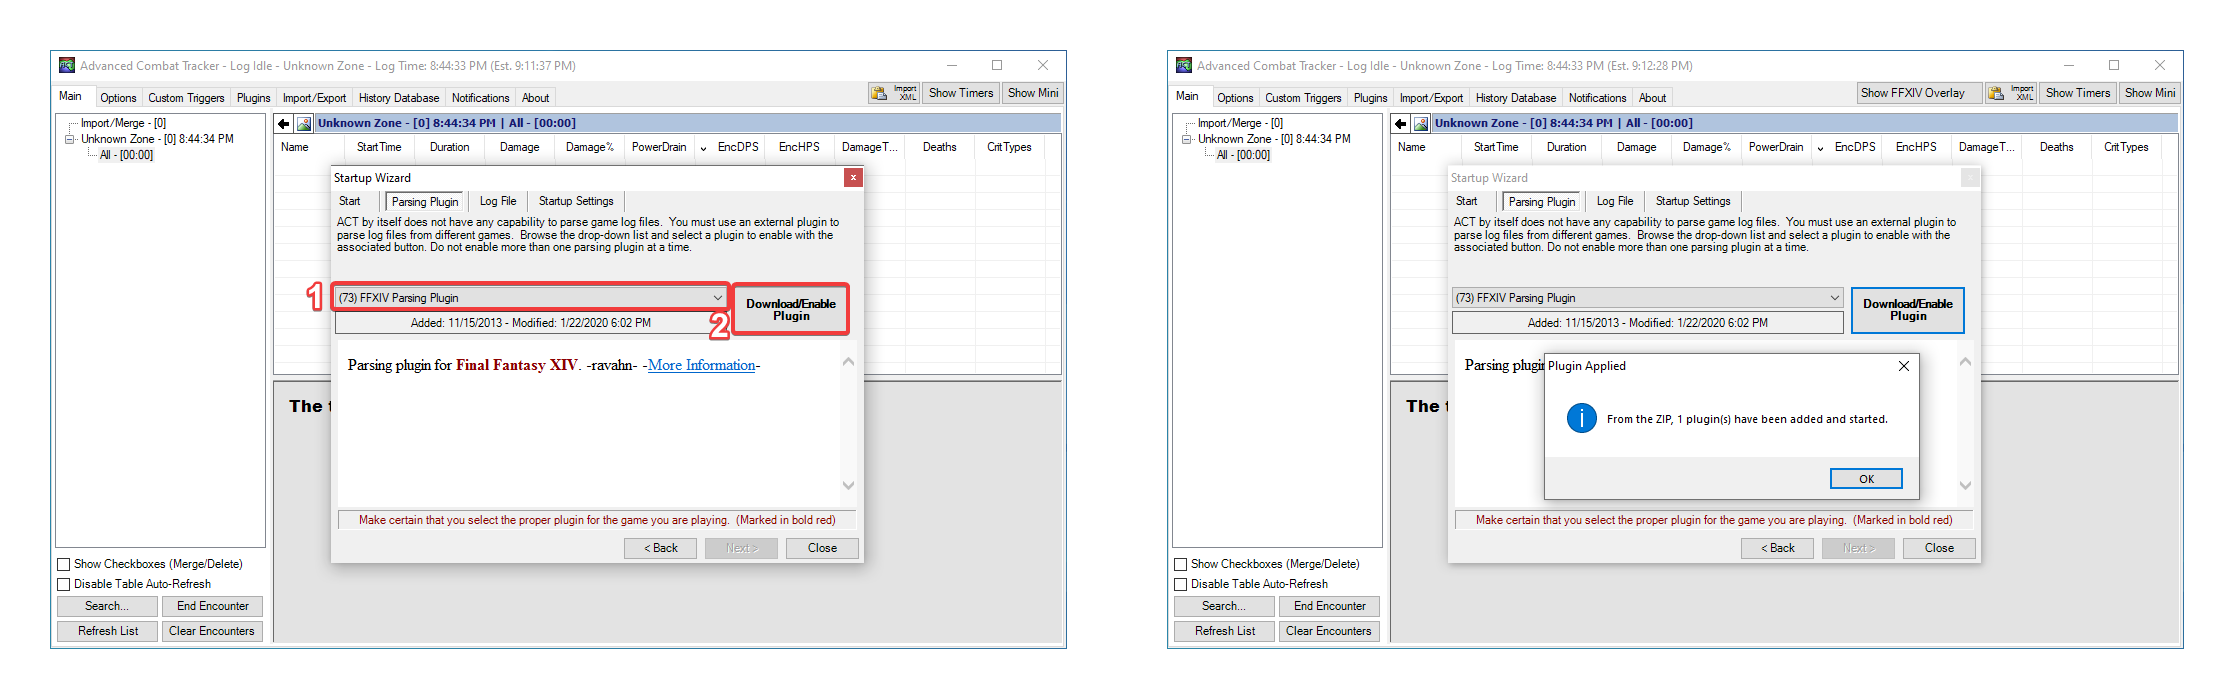 Advanced Combat Tracker - Log Idle - Unknown Zone - Log Time: 8:44:33 PM (Est. 9:11:37 PM)
Main Options Custom Triggers Plugins Import/Export History Database Notifications About Import XML Show Timers Show Mini
Import/Merge - [0]
Unknown Zone - [0] 8:44:34 PM
All - [00:00]
Unknown Zone - [0] 8:44:34 PM | All - [00:00]
Name StartTime Duration Damage Damage% PowerDrain EncDPS EncHPS DamageT... Deaths CritTypes
Startup Wizard
Start Parsing Plugin Log File Startup Settings
ACT by itself does not have any capability to parse game log files. You must use an external plugin to
parse log files from different games. Browse the drop-down list and select a plugin to enable with the
associated button. Do not enable more than one parsing plugin at a time.
1
(73) FFXIV Parsing Plugin
2
Download/Enable
Plugin
Added: 11/15/2013 - Modified: 1/22/2020 6:02 PM
Parsing plugin for Final Fantasy XIV. -ravahn- -More Information-
The t
Make certain that you select the proper plugin for the game you are playing. (Marked in bold red)
< Back Next > Close
Show Checkboxes (Merge/Delete)
Disable Table Auto-Refresh
Search... End Encounter
Refresh List Clear Encounters
Advanced Combat Tracker - Log Idle - Unknown Zone - Log Time: 8:44:33 PM (Est. 9:12:28 PM)
Main Options Custom Triggers Plugins Import/Export History Database Notifications About Show FFXIV Overlay Import XML Show Timers Show Mini
Import/Merge - [0]
Unknown Zone - [0] 8:44:34 PM
All - [00:00]
Unknown Zone - [0] 8:44:34 PM | All - [00:00]
Name StartTime Duration Damage Damage% PowerDrain EncDPS EncHPS DamageT... Deaths CritTypes
Startup Wizard
Start Parsing Plugin Log File Startup Settings
ACT by itself does not have any capability to parse game log files. You must use an external plugin to
parse log files from different games. Browse the drop-down list and select a plugin to enable with the
associated button. Do not enable more than one parsing plugin at a time.
(73) FFXIV Parsing Plugin
Download/Enable
Plugin
Added: 11/15/2013 - Modified: 1/22/2020 6:02 PM
Parsing plugin
Plugin Applied
From the ZIP, 1 plugin(s) have been added and started.
OK
The t
Make certain that you select the proper plugin for the game you are playing. (Marked in bold red)
< Back Next > Close
Show Checkboxes (Merge/Delete)
Disable Table Auto-Refresh
Search... End Encounter
Refresh List Clear Encounters